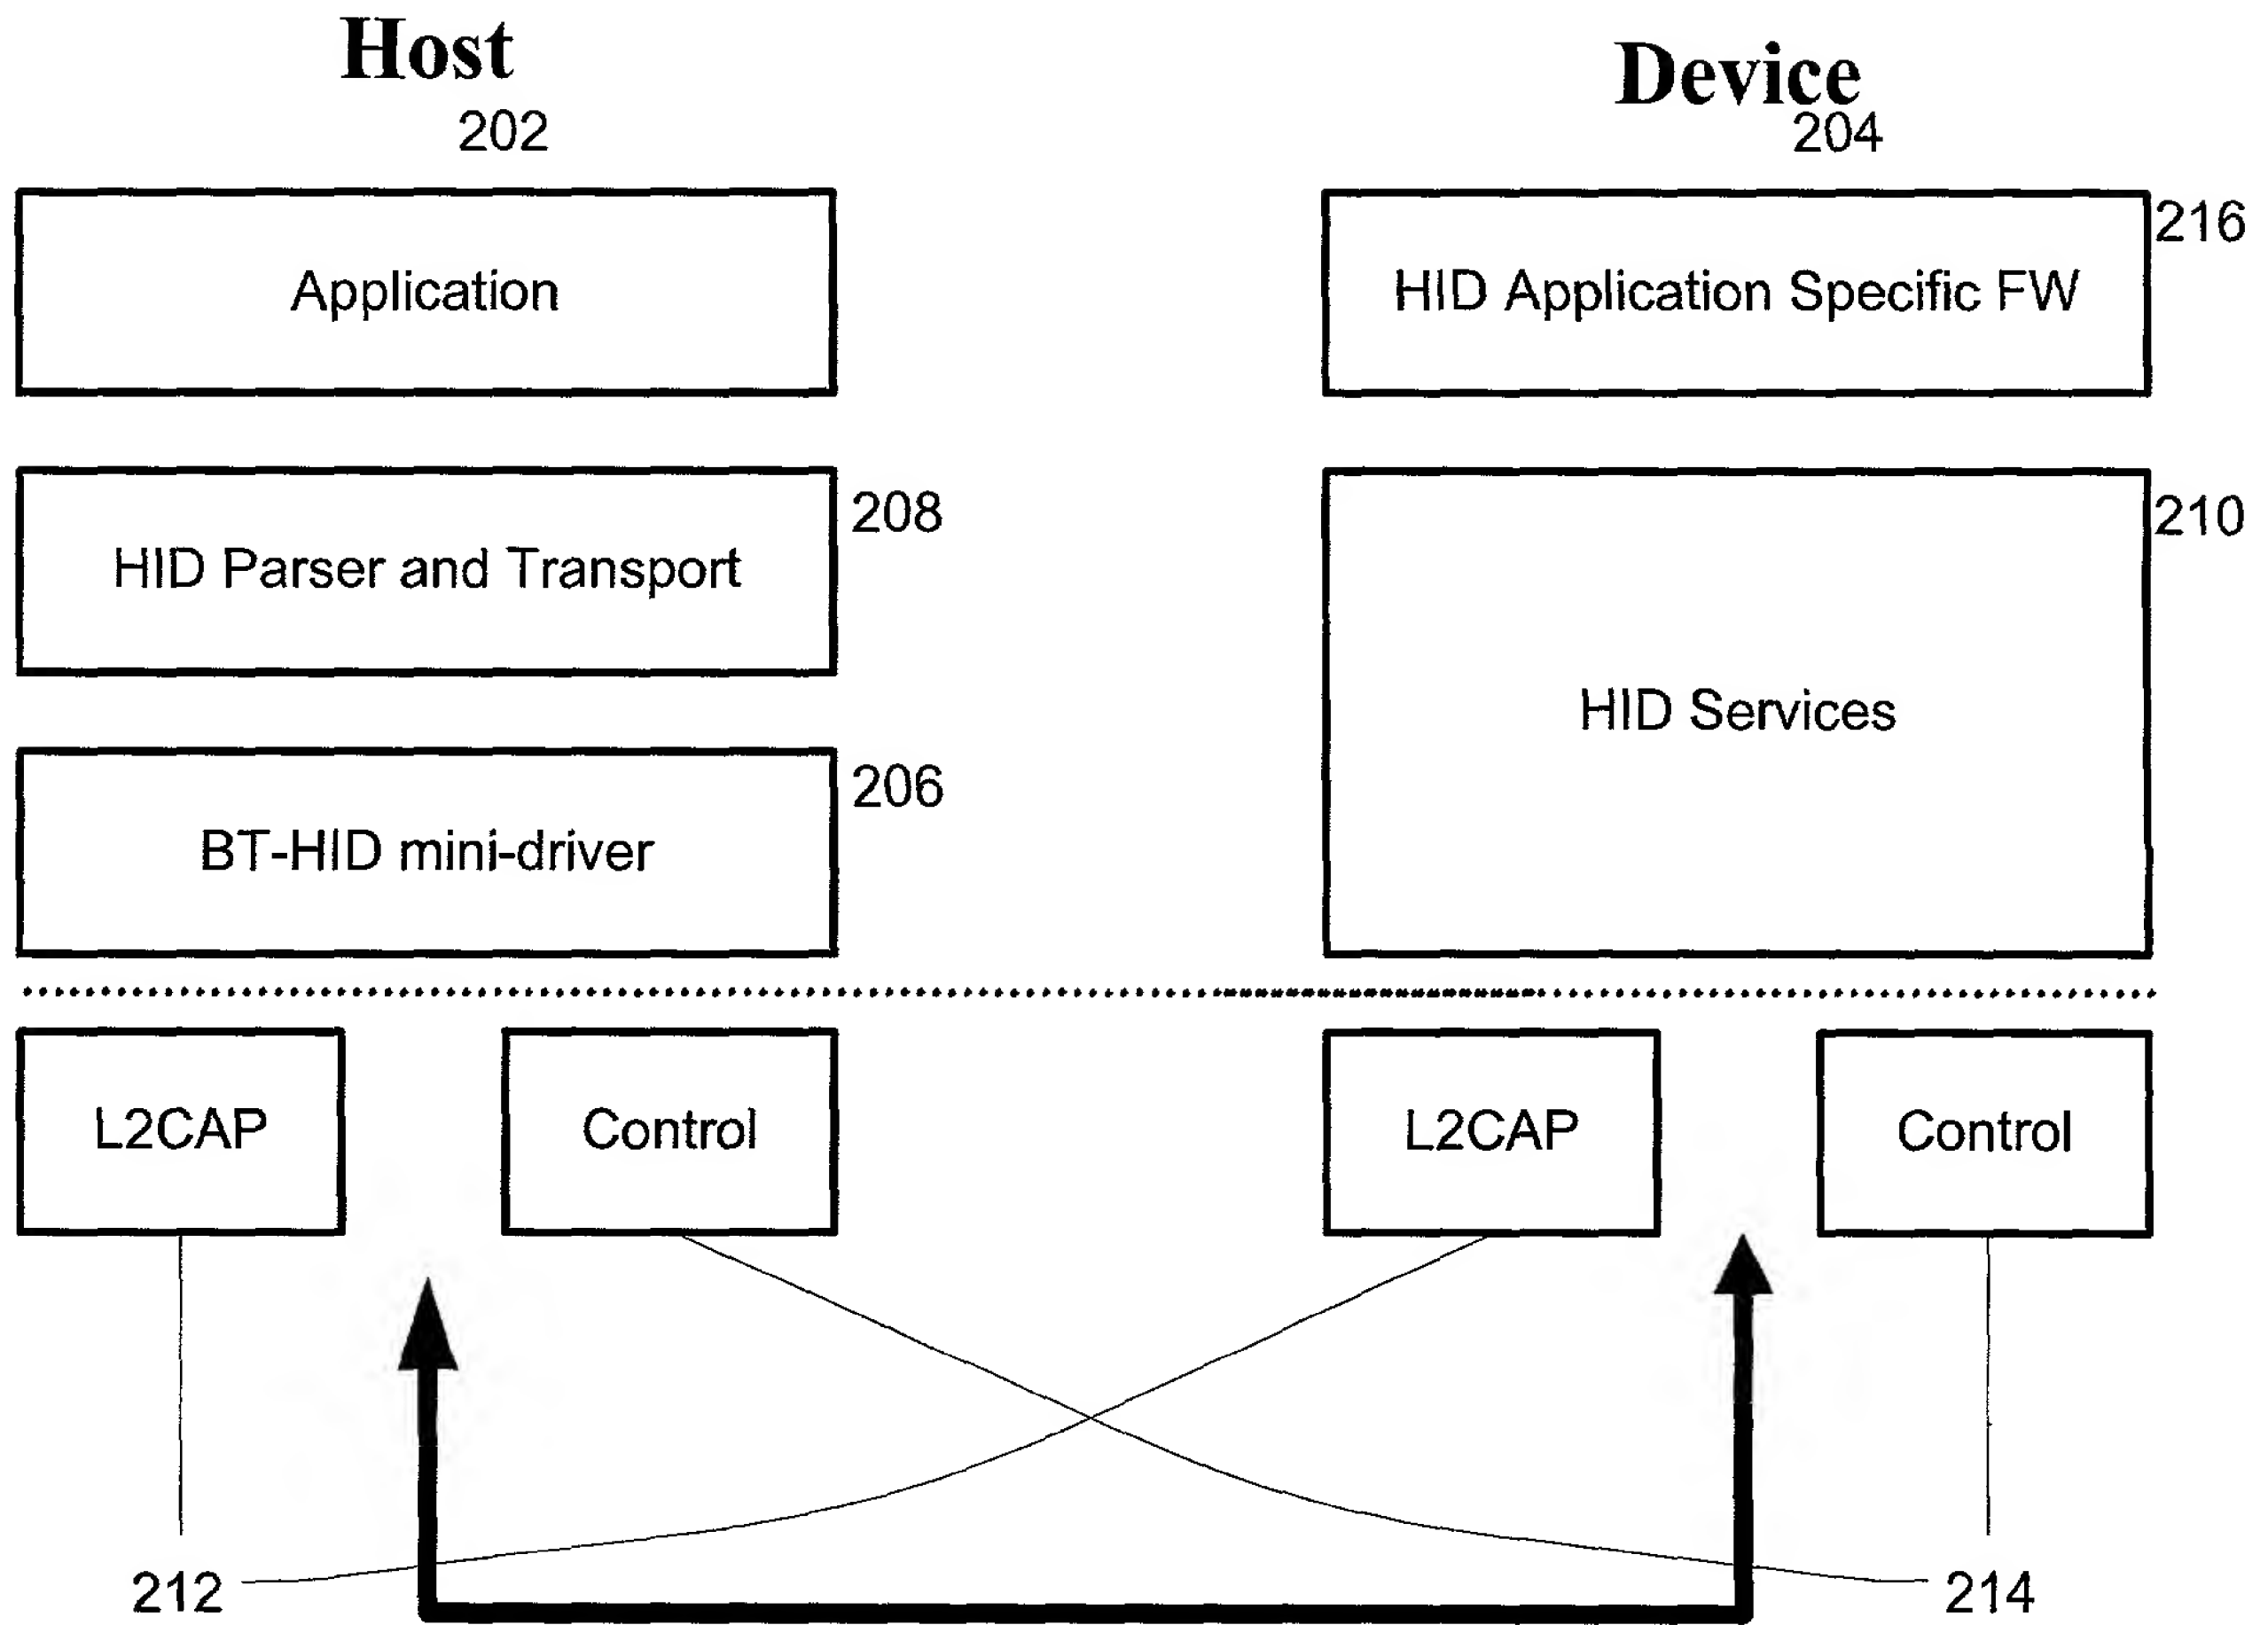 Host
202
Device
204
Application
HID Application Specific FW
216
HID Parser and Transport
208
HID Services
210
BT-HID mini-driver
206
L2CAP
Control
L2CAP
Control
212
214